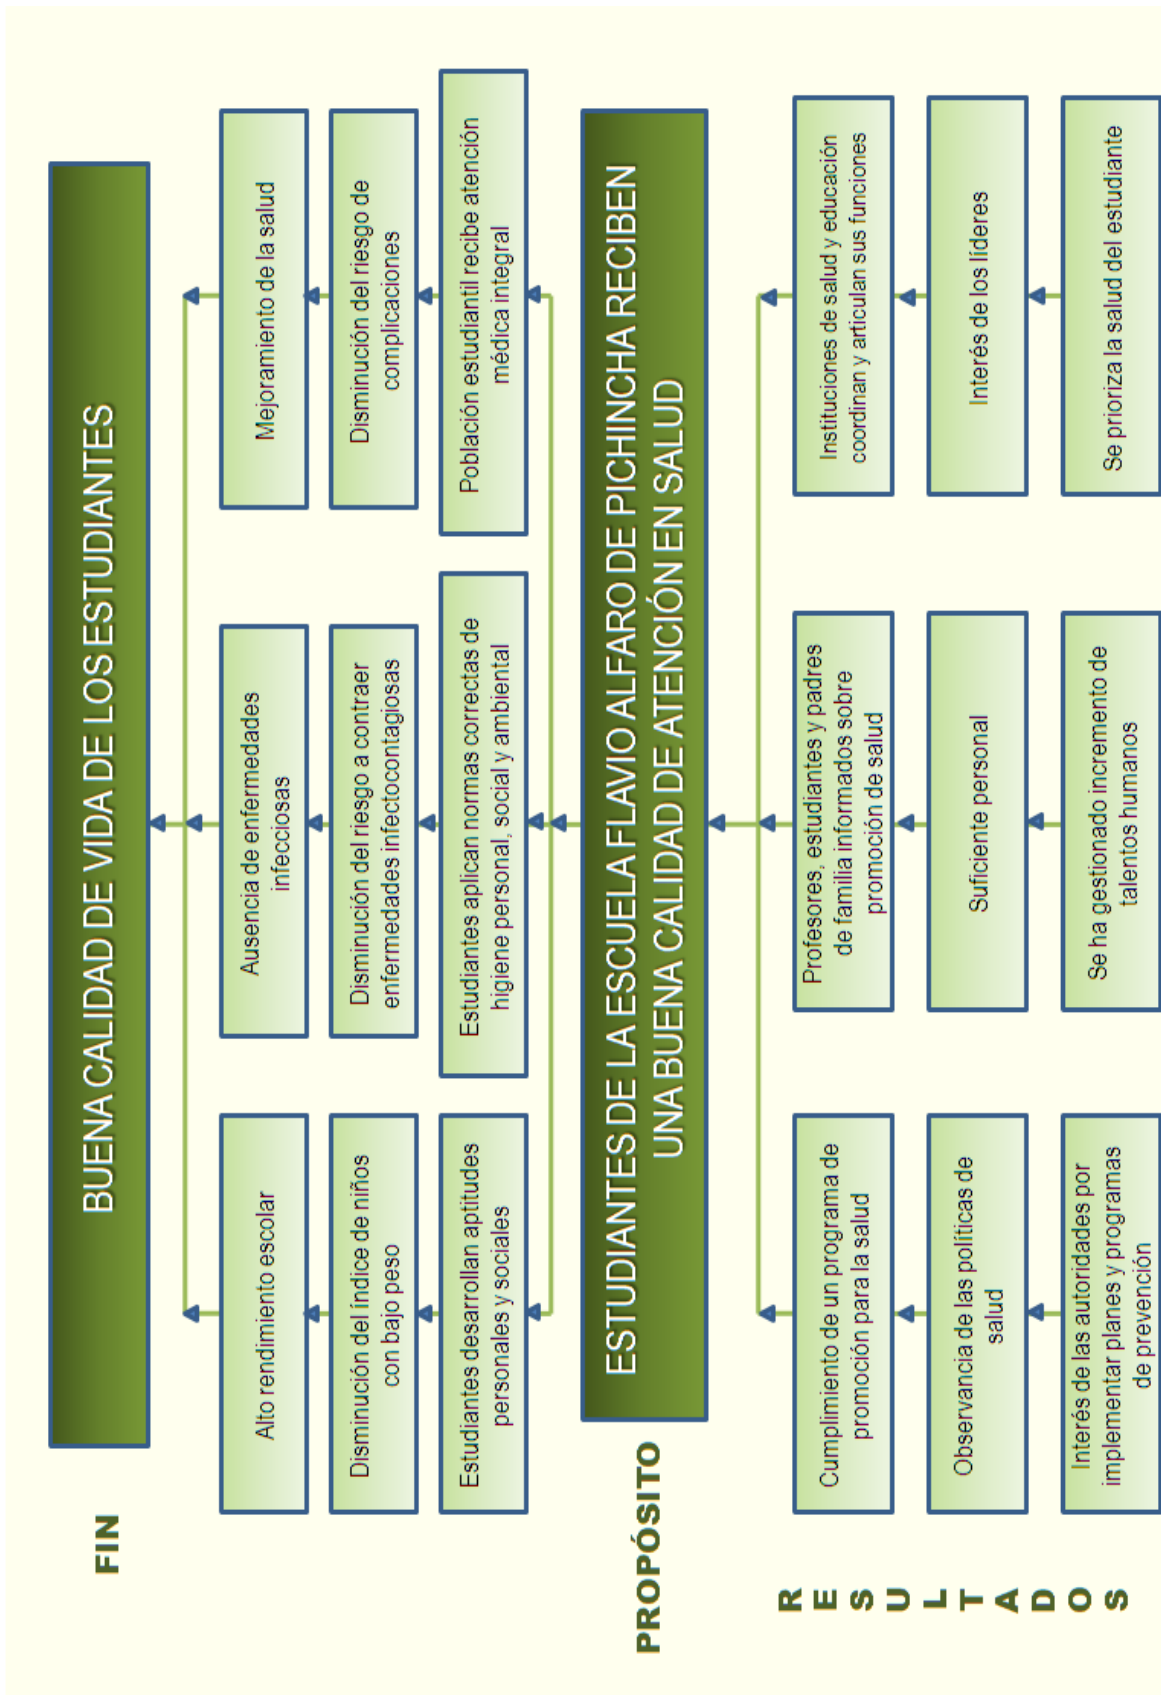 FIN
BUENA CALIDAD DE VIDA DE LOS ESTUDIANTES
Alto rendimiento escolar
Ausencia de enfermedades
infecciosas
Mejoramiento de la salud
Disminución del índice de niños
con bajo peso
Disminución del riesgo a contraer
enfermedades infectocontagiosas
Disminución del riesgo de
complicaciones
Estudiantes desarrollan aptitudes
personales y sociales
Estudiantes aplican normas correctas de
higiene personal, social y ambiental
Población estudiantil recibe atención
médica integral
PROPÓSITO
ESTUDIANTES DE LA ESCUELA FLAVIO ALFARO DE PICHINCHA RECIBEN
UNA BUENA CALIDAD DE ATENCIÓN EN SALUD
R
E
S
U
L
T
A
D
O
S
Cumplimiento de un programa de
promoción para la salud
Profesores, estudiantes y padres
de familia informados sobre
promoción de salud
Instituciones de salud y educación
coordinan y articulan sus funciones
Observancia de las políticas de
salud
Suficiente personal
Interés de los líderes
Interés de las autoridades por
implementar planes y programas
de prevención
Se ha gestionado incremento de
talentos humanos
Se prioriza la salud del estudiante